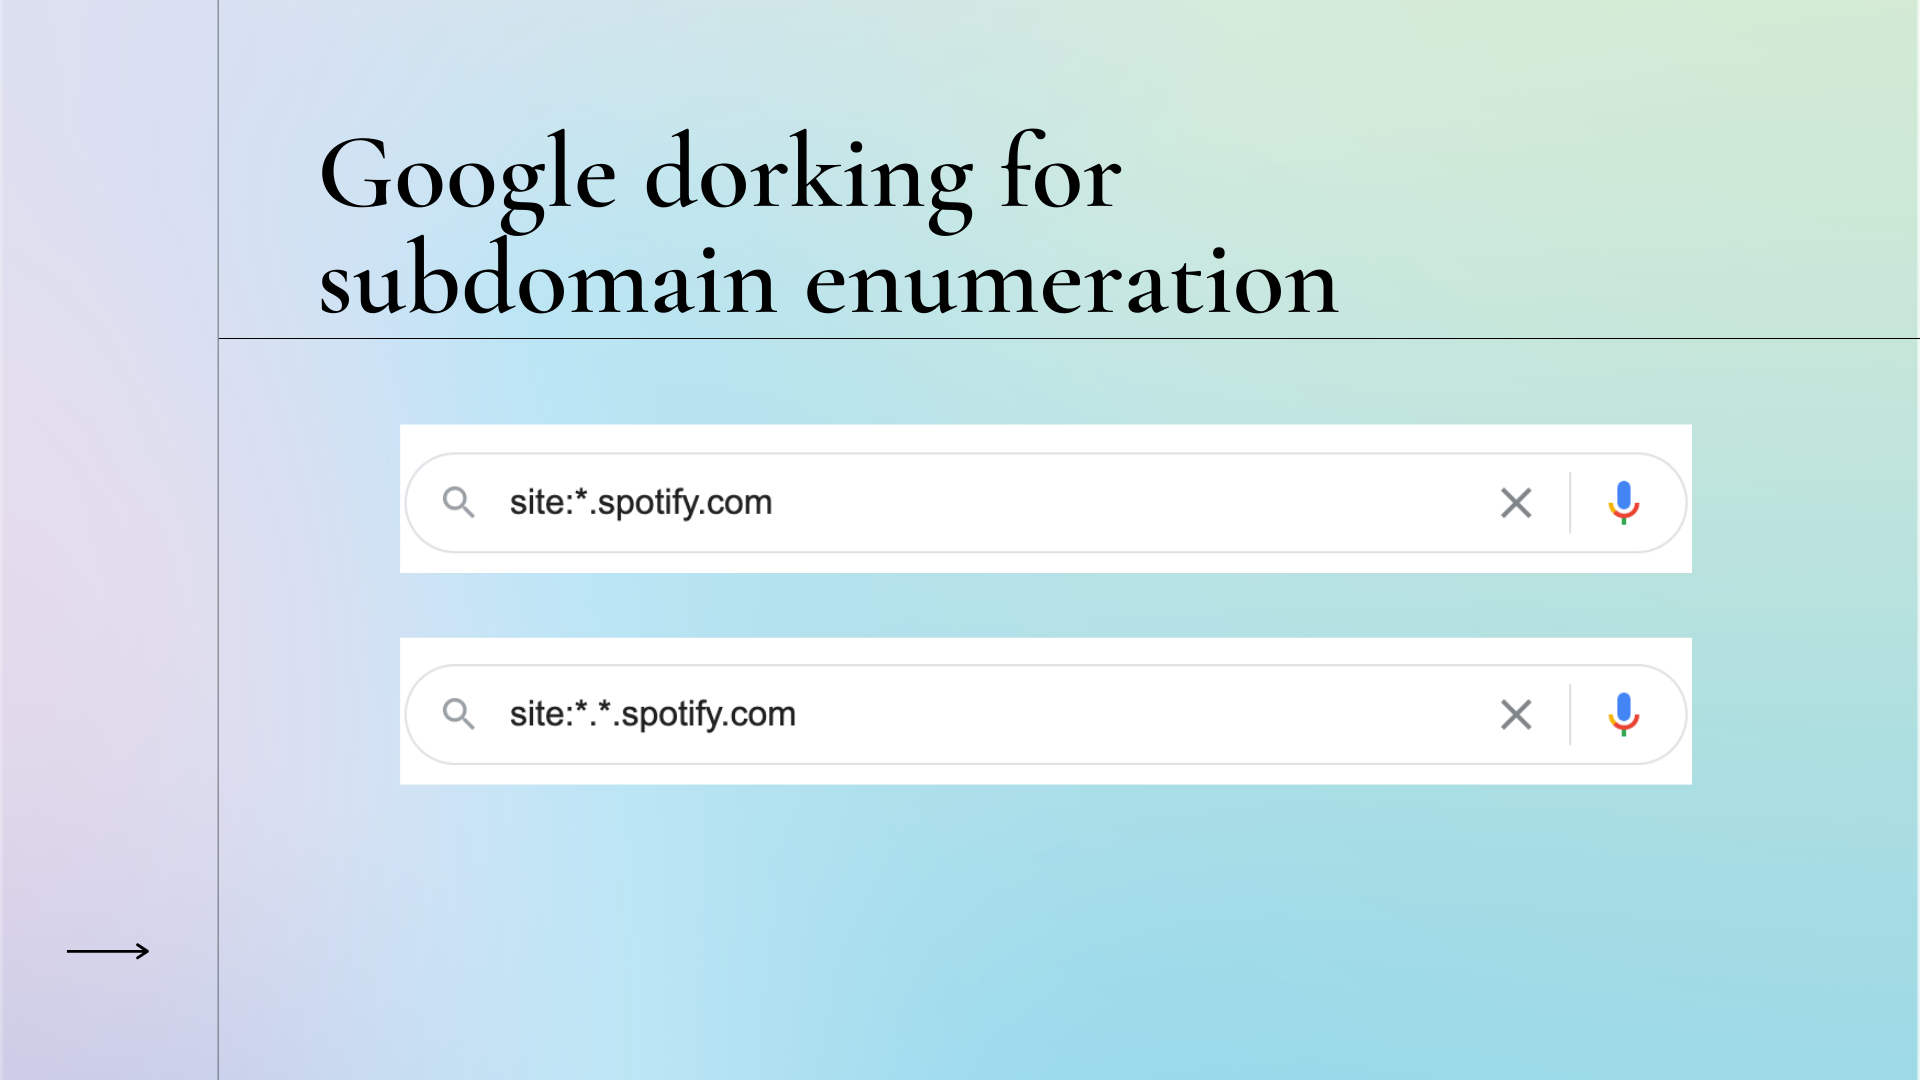 Google dorking for
subdomain enumeration
site:*.spotify.com
site:*.*.spotify.com